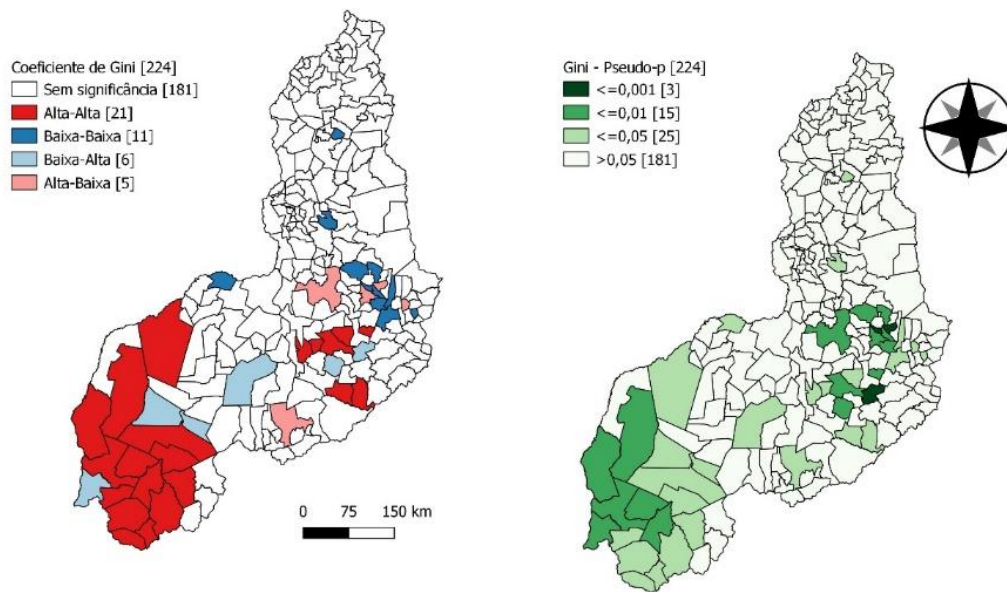 Coeficiente de Gini [224]
Sem significância [181]
Alta-Alta [21]
Baixa-Baixa [11]
Baixa-Alta [6]
Alta-Baixa [5]
0 75 150 km
Gini - Pseudo-p [224]
<=0,001 [3]
<=0,01 [15]
<=0,05 [25]
>0,05 [181]